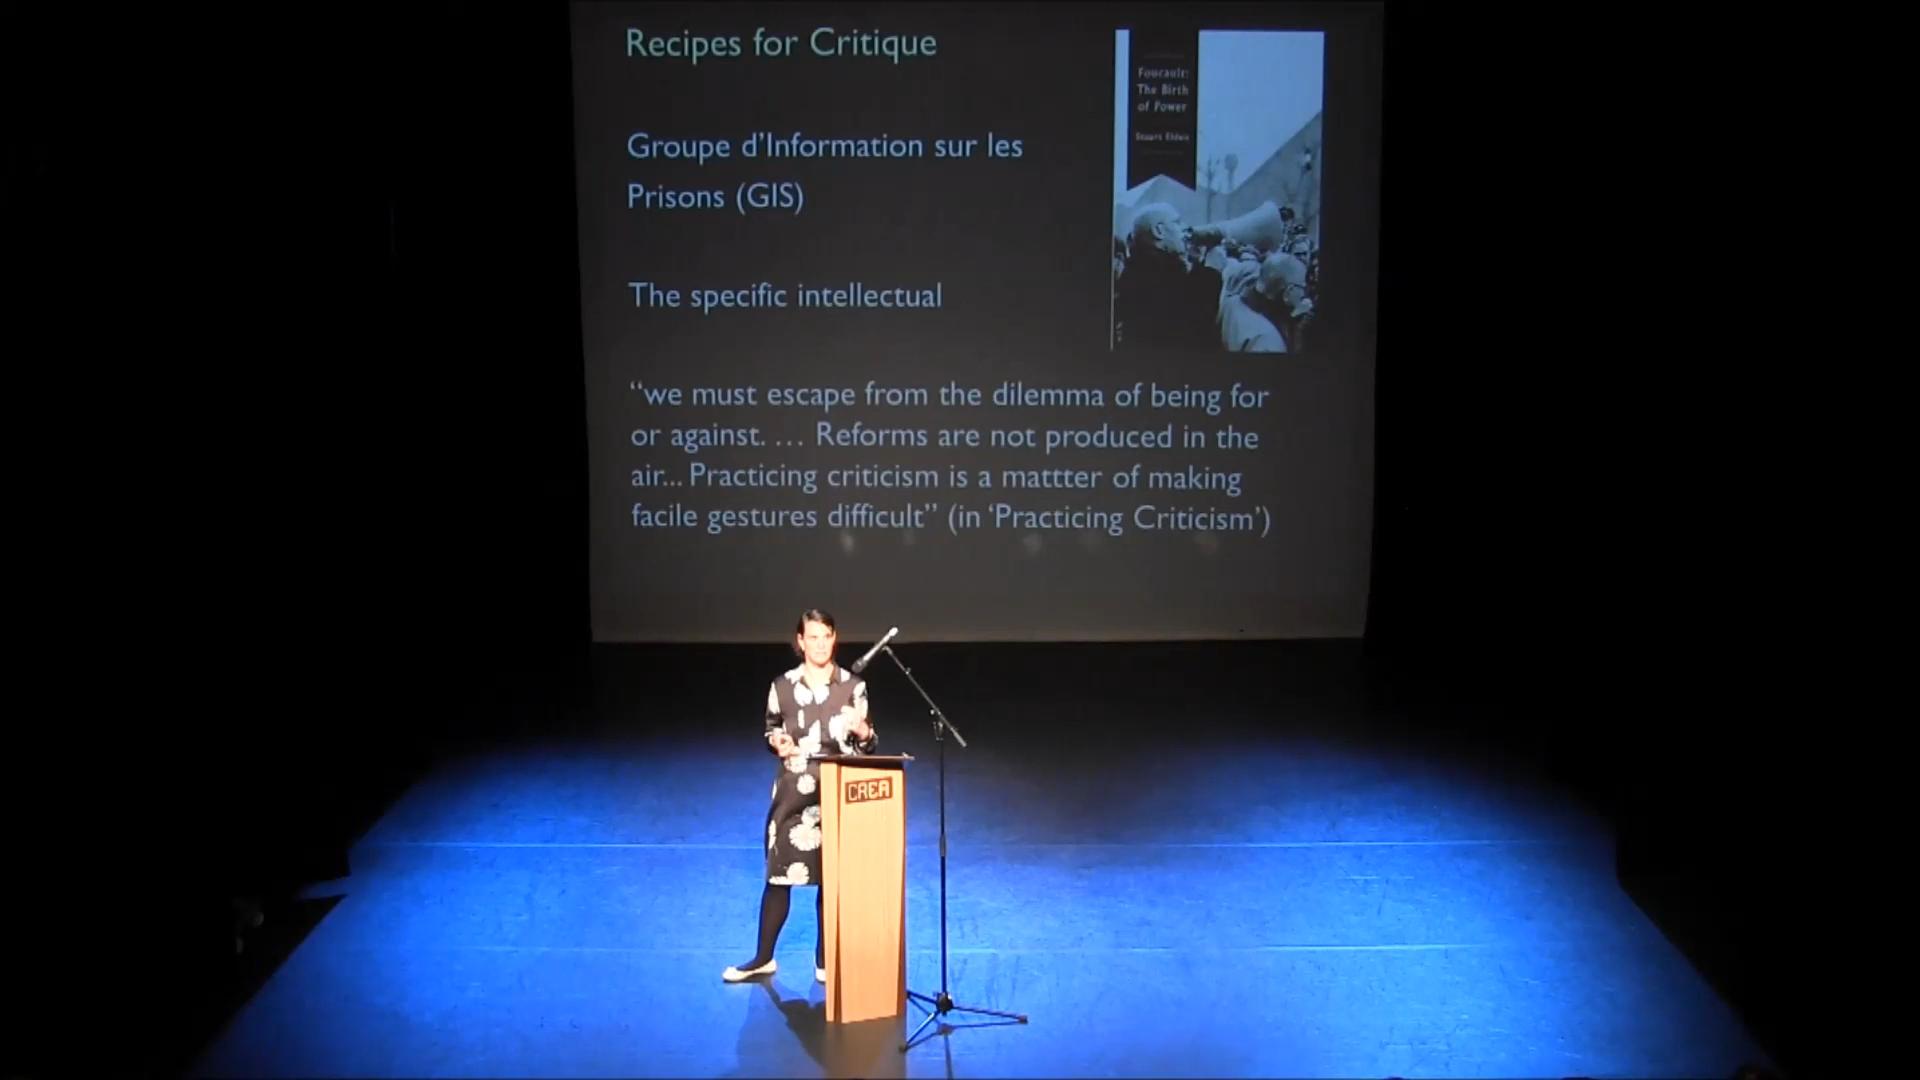 Recipes for Critique
Foucault:
The Birth
of Power
Stuart Elden
Groupe d’Information sur les
Prisons (GIS)
The specific intellectual
“we must escape from the dilemma of being for
or against. … Reforms are not produced in the
air... Practicing criticism is a mattter of making
facile gestures difficult” (in ‘Practicing Criticism’)
CREA